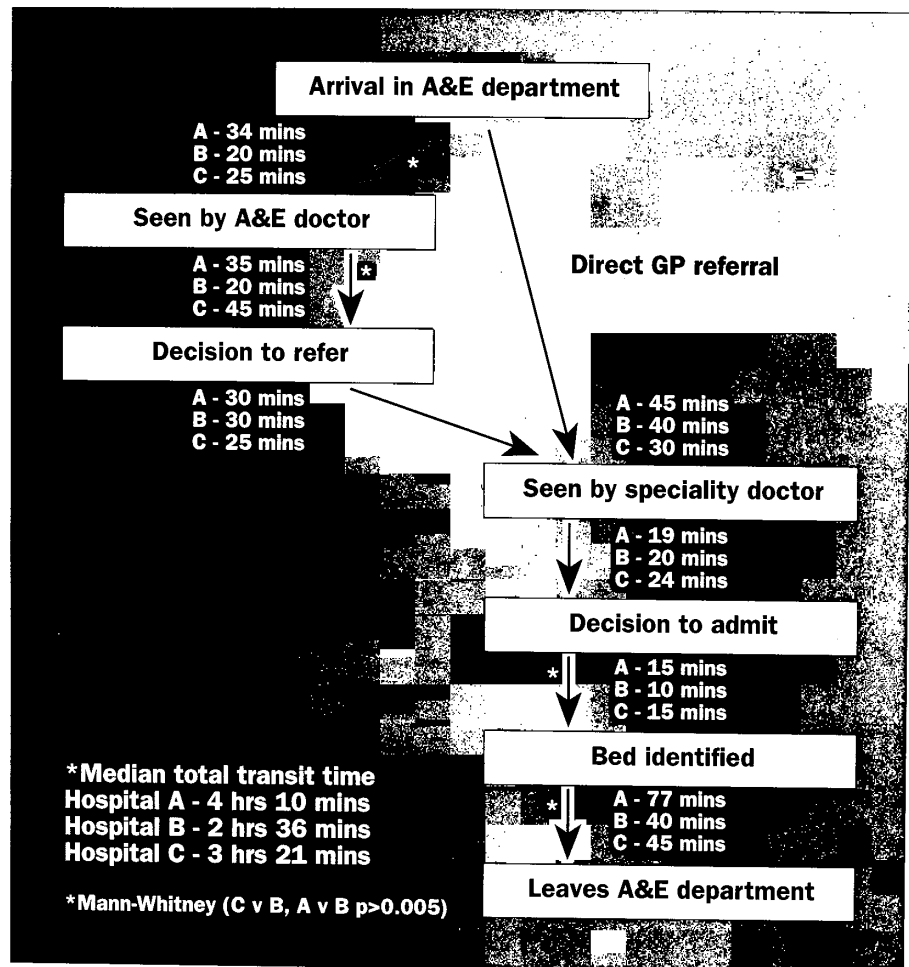 Arrival in A&E department
A - 34 mins
B - 20 mins
C - 25 mins
*
Seen by A&E doctor
A - 35 mins
B - 20 mins
C - 45 mins
*
Direct GP referral
Decision to refer
A - 30 mins
B - 30 mins
C - 25 mins
A - 45 mins
B - 40 mins
C - 30 mins
Seen by speciality doctor
A - 19 mins
B - 20 mins
C - 24 mins
Decision to admit
*
A - 15 mins
B - 10 mins
C - 15 mins
Bed identified
*
A - 77 mins
B - 40 mins
C - 45 mins
Leaves A&E department
*Median total transit time
Hospital A - 4 hrs 10 mins
Hospital B - 2 hrs 36 mins
Hospital C - 3 hrs 21 mins
*Mann-Whitney (C v B, A v B p>0.005)